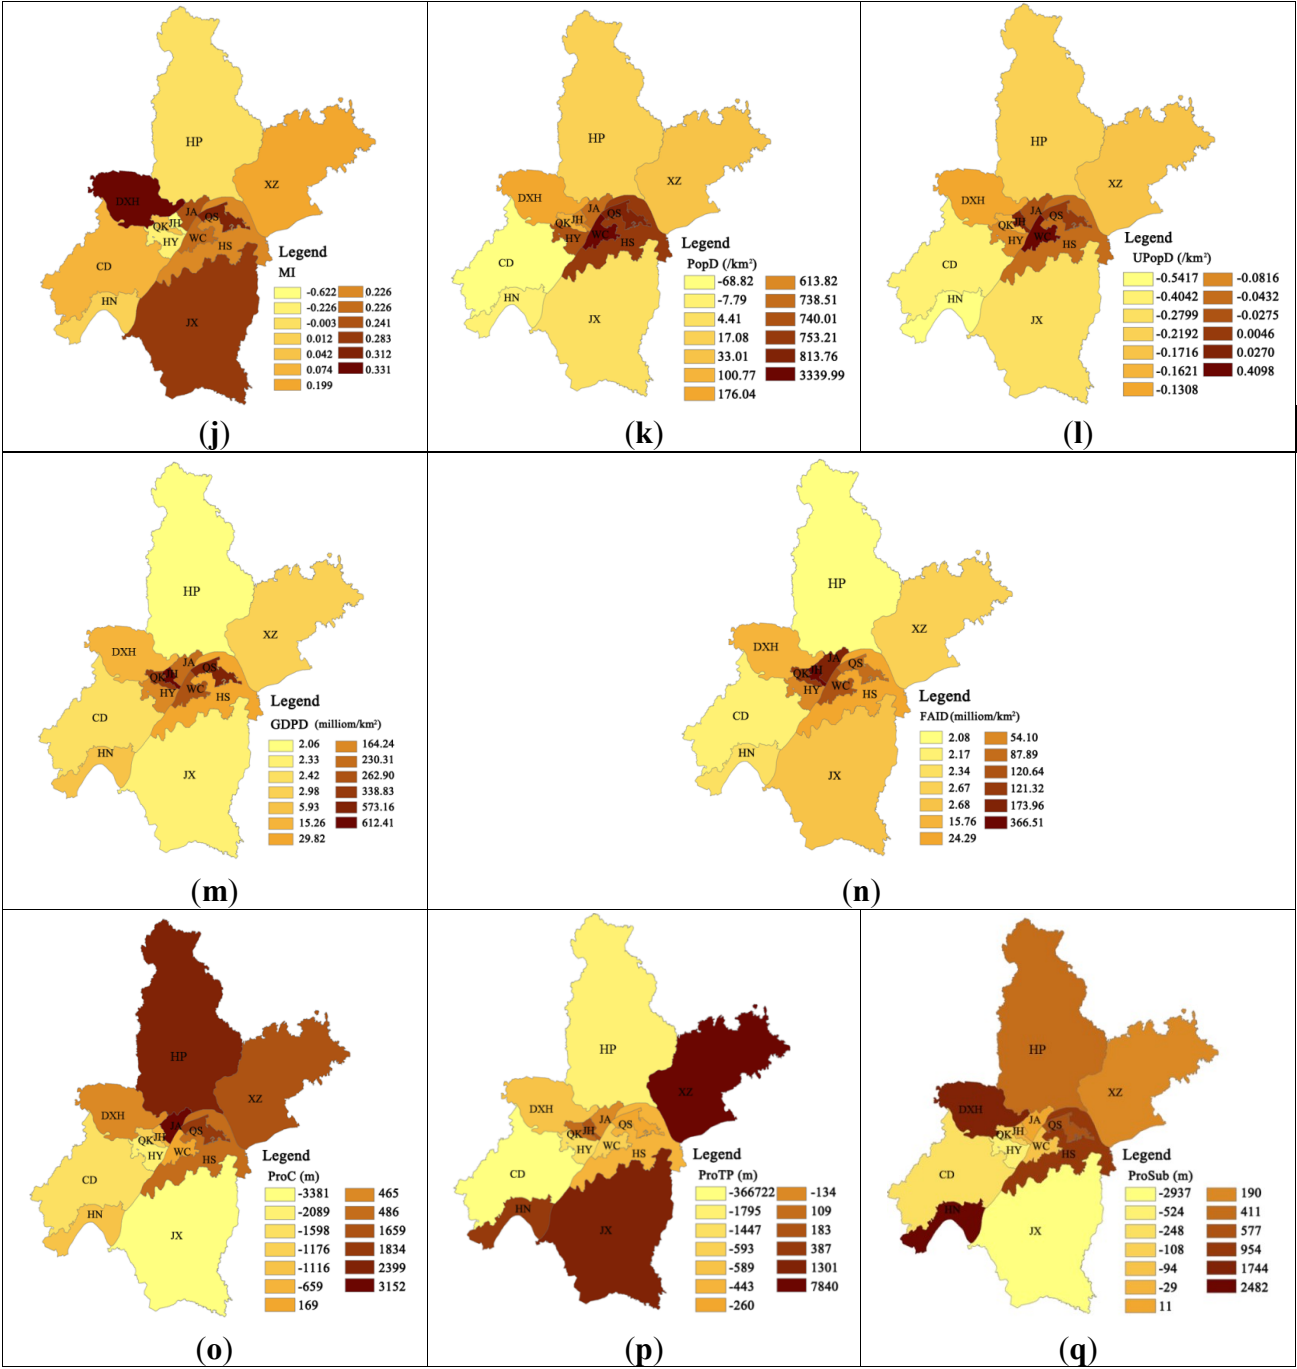 HP
XZ
DXH
JA
QS
JH
QK
WC
HY
HS
CD
HN
JX
Legend
MI
-0.622 0.226
-0.226 0.226
-0.003 0.241
0.012 0.283
0.042 0.312
0.074 0.331
0.199
(j)
HP
XZ
DXH
JA
QS
JH
QK
WC
HY
HS
CD
HN
JX
Legend
PopD (/km²)
-68.82 613.82
-7.79 738.51
4.41 740.01
17.08 753.21
33.01 813.76
100.77 3339.99
176.04
(k)
HP
XZ
DXH
JA
QS
JH
QK
WC
HY
HS
CD
HN
JX
Legend
UPopD (/km²)
-0.5417 -0.0816
-0.4042 -0.0432
-0.2799 -0.0275
-0.2192 0.0046
-0.1716 0.0270
-0.1621 0.4098
-0.1308
(l)
HP
XZ
DXH
JA
QS
JH
QK
WC
HY
HS
CD
HN
JX
Legend
GDPD (milliom/km²)
2.06 164.24
2.33 230.31
2.42 262.90
2.98 338.83
5.93 573.16
15.26 612.41
29.82
(m)
HP
XZ
DXH
JA
QS
JH
QK
WC
HY
HS
CD
HN
JX
Legend
FAID (milliom/km²)
2.08 54.10
2.17 87.89
2.34 120.64
2.67 121.32
2.68 173.96
15.76 366.51
24.29
(n)
HP
XZ
DXH
JA
QS
JH
QK
WC
HY
HS
CD
HN
JX
Legend
ProC (m)
-3381 465
-2089 486
-1598 1659
-1176 1834
-1116 2399
-659 3152
169
(o)
HP
XZ
DXH
JA
QS
JH
QK
WC
HY
HS
CD
HN
JX
Legend
ProTP (m)
-366722 -134
-1795 109
-1447 183
-593 387
-589 1301
-443 7840
-260
(p)
HP
XZ
DXH
JA
QS
JH
QK
WC
HY
HS
CD
HN
JX
Legend
ProSub (m)
-2937 190
-524 411
-248 577
-108 954
-94 1744
-29 2482
11
(q)